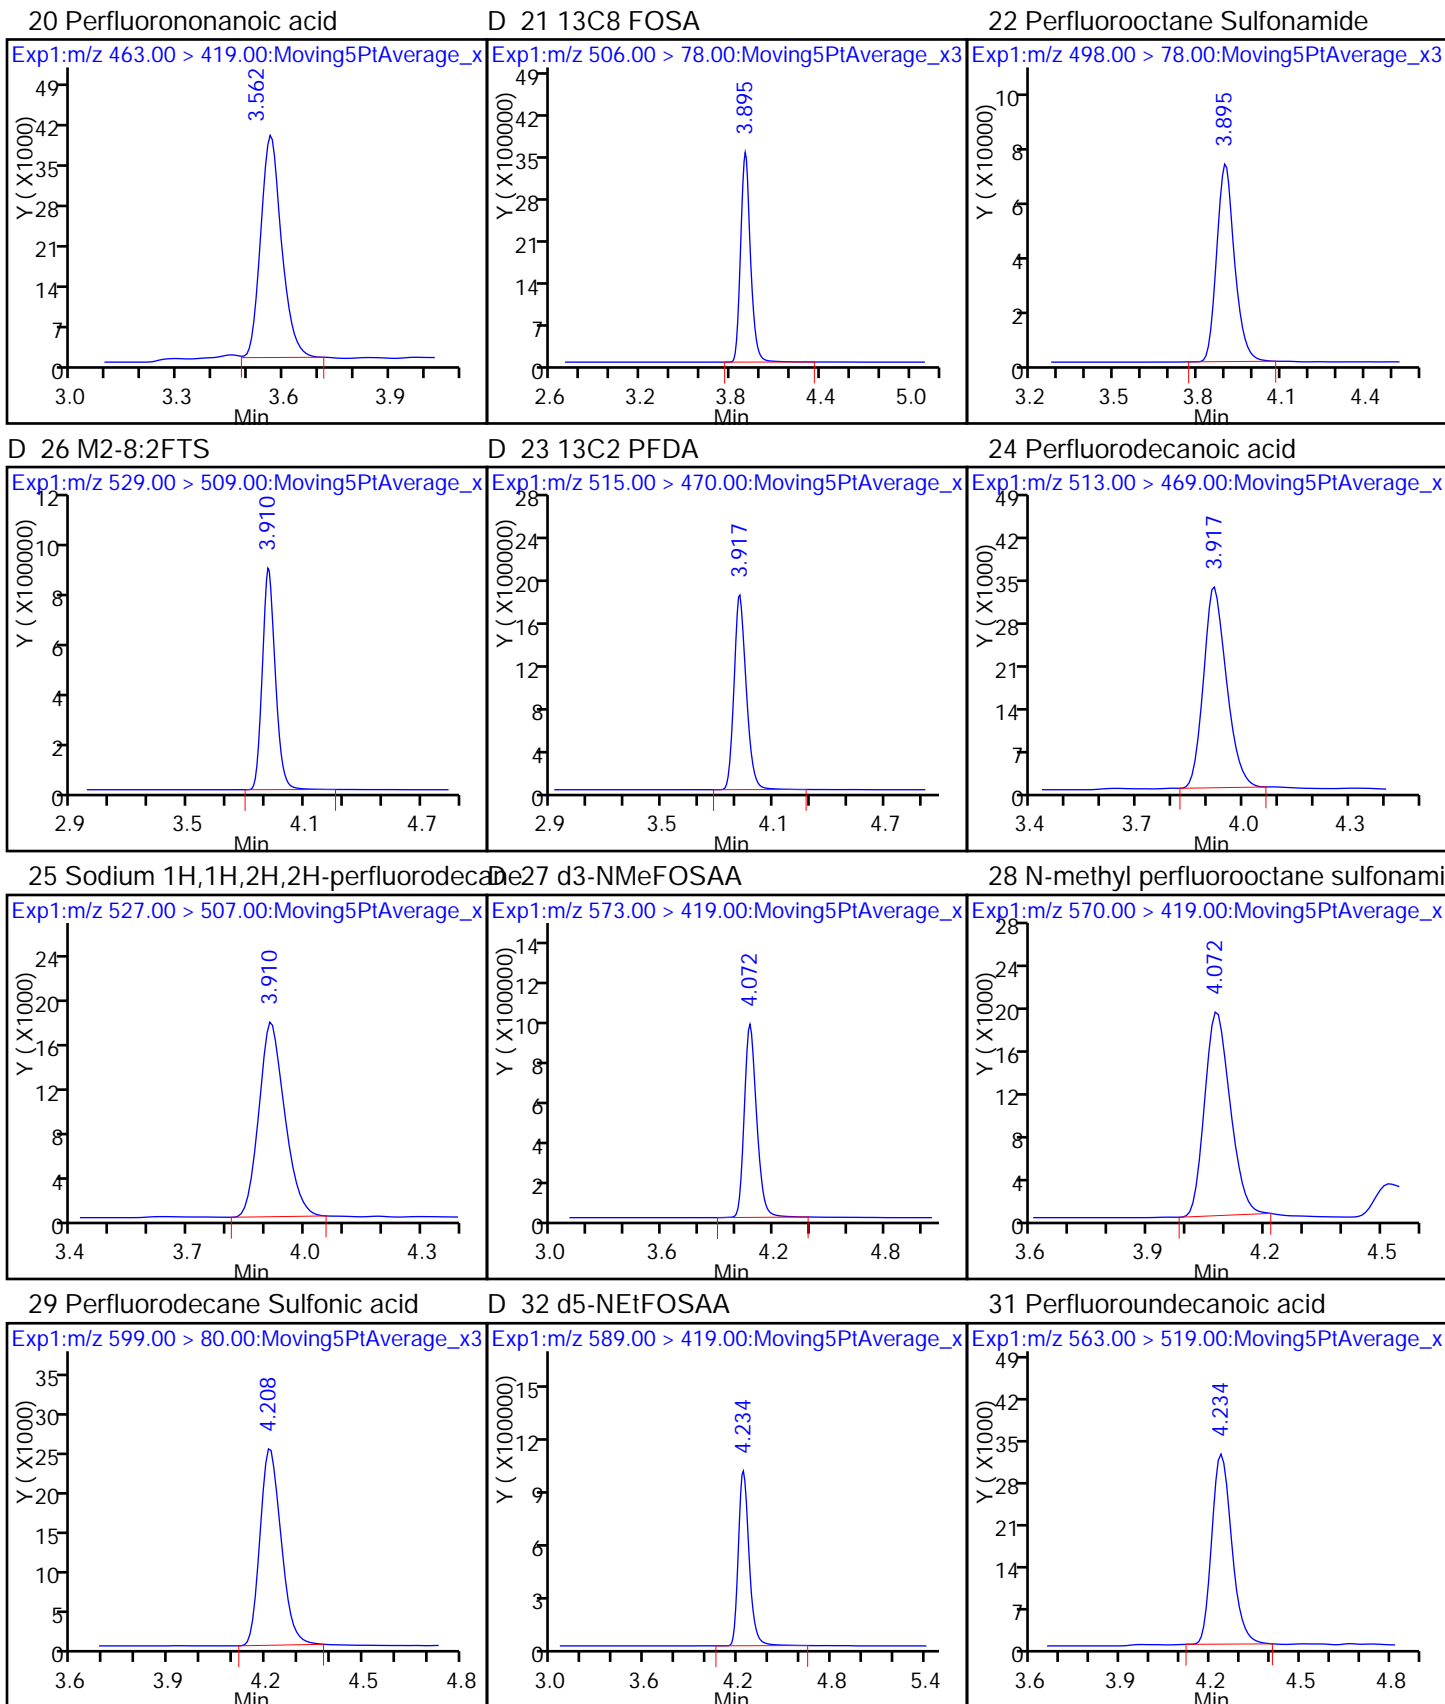 20 Perfluorononanoic acid
Exp1:m/z 463.00 > 419.00:Moving5PtAverage_x
Y ( X1000)
49
42
35
28
21
14
7
0
3.562
3.0 3.3 3.6 3.9
Min
D 21 13C8 FOSA
Exp1:m/z 506.00 > 78.00:Moving5PtAverage_x3
Y ( X100000)
49
42
35
28
21
14
7
0
3.895
2.6 3.2 3.8 4.4 5.0
Min
22 Perfluorooctane Sulfonamide
Exp1:m/z 498.00 > 78.00:Moving5PtAverage_x3
Y ( X10000)
10
8
6
4
2
0
3.895
3.2 3.5 3.8 4.1 4.4
Min
D 26 M2-8:2FTS
Exp1:m/z 529.00 > 509.00:Moving5PtAverage_x
Y ( X100000)
12
10
8
6
4
2
0
3.910
2.9 3.5 4.1 4.7
Min
D 23 13C2 PFDA
Exp1:m/z 515.00 > 470.00:Moving5PtAverage_x
Y ( X100000)
28
24
20
16
12
8
4
0
3.917
2.9 3.5 4.1 4.7
Min
24 Perfluorodecanoic acid
Exp1:m/z 513.00 > 469.00:Moving5PtAverage_x
Y ( X1000)
49
42
35
28
21
14
7
0
3.917
3.4 3.7 4.0 4.3
Min
25 Sodium 1H,1H,2H,2H-perfluorodecane
Exp1:m/z 527.00 > 507.00:Moving5PtAverage_x
Y ( X1000)
24
20
16
12
8
4
0
3.910
3.4 3.7 4.0 4.3
Min
D 27 d3-NMeFOSAA
Exp1:m/z 573.00 > 419.00:Moving5PtAverage_x
Y ( X100000)
14
12
10
8
6
4
2
0
4.072
3.0 3.6 4.2 4.8
Min
28 N-methyl perfluorooctane sulfonami
Exp1:m/z 570.00 > 419.00:Moving5PtAverage_x
Y ( X1000)
28
24
20
16
12
8
4
0
4.072
3.6 3.9 4.2 4.5
Min
29 Perfluorodecane Sulfonic acid
Exp1:m/z 599.00 > 80.00:Moving5PtAverage_x3
Y ( X1000)
35
30
25
20
15
10
5
0
4.208
3.6 3.9 4.2 4.5 4.8
Min
D 32 d5-NEtFOSAA
Exp1:m/z 589.00 > 419.00:Moving5PtAverage_x
Y ( X100000)
15
12
9
6
3
0
4.234
3.0 3.6 4.2 4.8 5.4
Min
31 Perfluoroundecanoic acid
Exp1:m/z 563.00 > 519.00:Moving5PtAverage_x
Y ( X1000)
49
42
35
28
21
14
7
0
4.234
3.6 3.9 4.2 4.5 4.8
Min